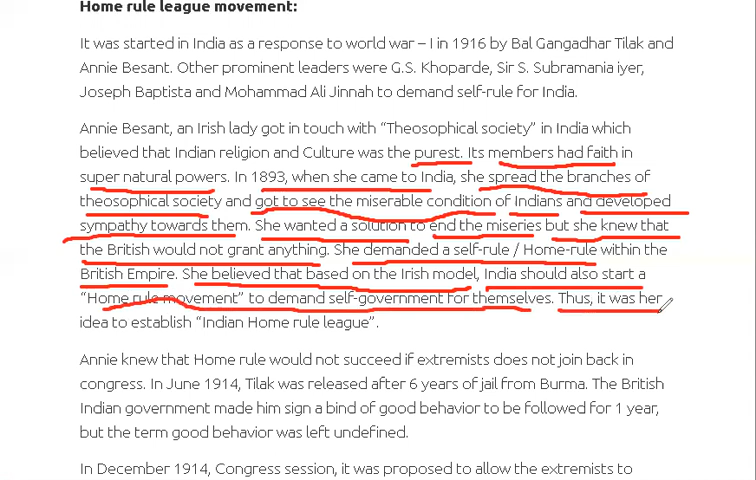 Home rule league movement:
It was started in India as a response to world war – I in 1916 by Bal Gangadhar Tilak and
Annie Besant. Other prominent leaders were G.S. Khoparde, Sir S. Subramania iyer,
Joseph Baptista and Mohammad Ali Jinnah to demand self-rule for India.
Annie Besant, an Irish lady got in touch with “Theosophical society” in India which
believed that Indian religion and Culture was the purest. Its members had faith in
super natural powers. In 1893, when she came to India, she spread the branches of
theosophical society and got to see the miserable condition of Indians and developed
sympathy towards them. She wanted a solution to end the miseries but she knew that
the British would not grant anything. She demanded a self-rule / Home-rule within the
British Empire. She believed that based on the Irish model, India should also start a
“Home rule movement” to demand self-government for themselves. Thus, it was her
idea to establish “Indian Home rule league”.
Annie knew that Home rule would not succeed if extremists does not join back in
congress. In June 1914, Tilak was released after 6 years of jail from Burma. The British
Indian government made him sign a bind of good behavior to be followed for 1 year,
but the term good behavior was left undefined.
In December 1914, Congress session, it was proposed to allow the extremists to